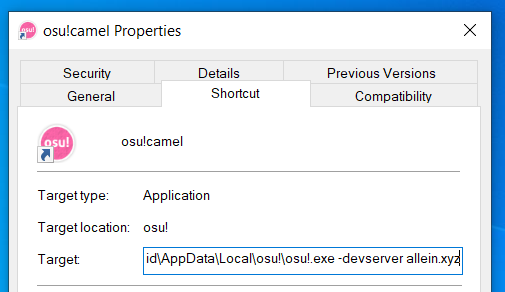 osu!camel Properties
Security Details Previous Versions
General Shortcut Compatibility
osu! osu!camel
Target type: Application
Target location: osu!
Target: id\AppData\Local\osu!\osu!.exe -devserver allein.xyz